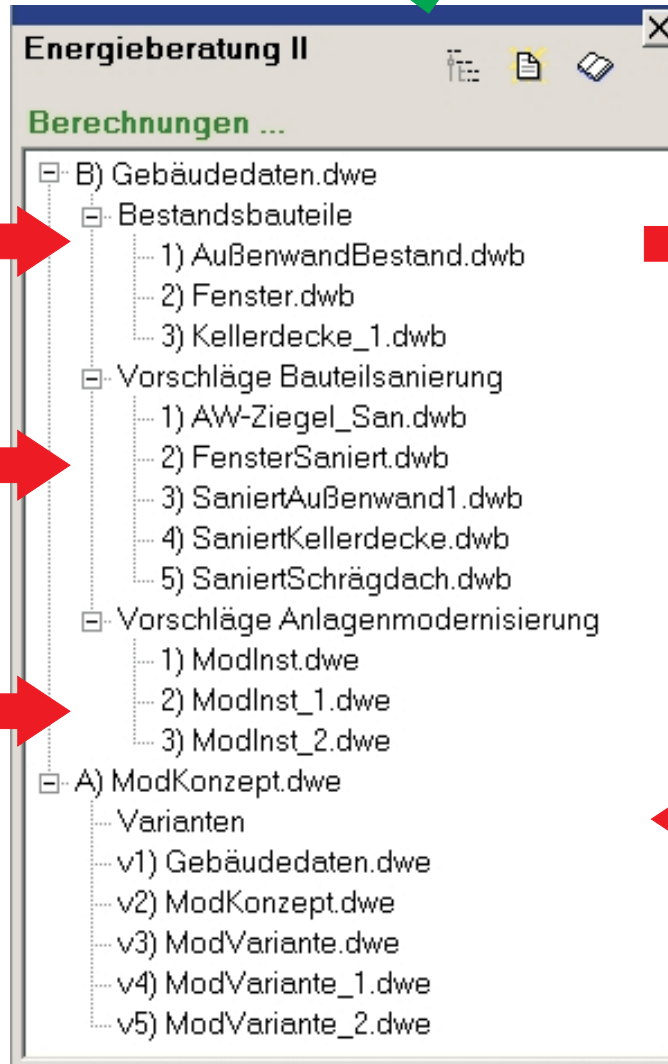 Energieberatung II
Berechnungen ...
B) Gebäudedaten.dwe
Bestandsbauteile
1) AußenwandBestand.dwb
2) Fenster.dwb
3) Kellerdecke_1.dwb
Vorschläge Bauteilsanierung
1) AW-Ziegel_San.dwb
2) FensterSaniert.dwb
3) SaniertAußenwand1.dwb
4) SaniertKellerdecke.dwb
5) SaniertSchrägdach.dwb
Vorschläge Anlagenmodernisierung
1) ModInst.dwe
2) ModInst_1.dwe
3) ModInst_2.dwe
A) ModKonzept.dwe
Varianten
v1) Gebäudedaten.dwe
v2) ModKonzept.dwe
v3) ModVariante.dwe
v4) ModVariante_1.dwe
v5) ModVariante_2.dwe